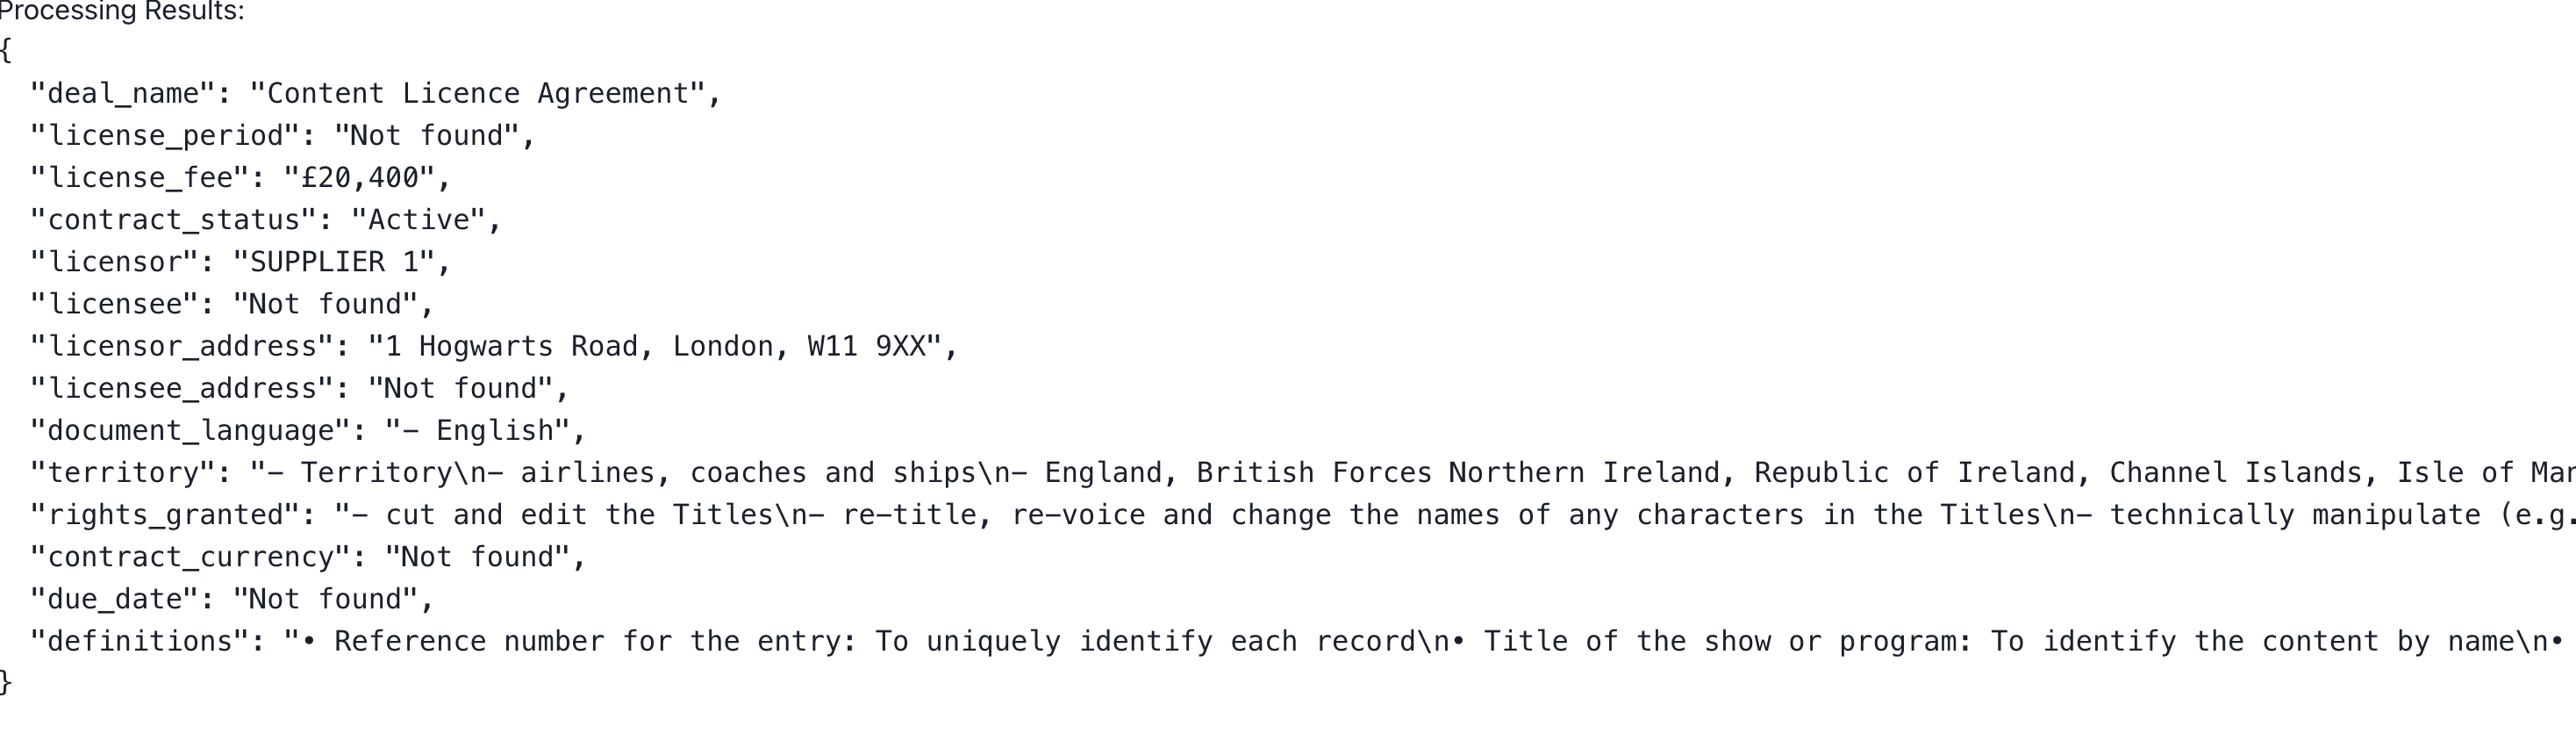 Processing Results:
{
"deal_name": "Content Licence Agreement",
"license_period": "Not found",
"license_fee": "£20,400",
"contract_status": "Active",
"licensor": "SUPPLIER 1",
"licensee": "Not found",
"licensor_address": "1 Hogwarts Road, London, W11 9XX",
"licensee_address": "Not found",
"document_language": "– English",
"territory": "– Territory\n– airlines, coaches and ships\n– England, British Forces Northern Ireland, Republic of Ireland, Channel Islands, Isle of Man
"rights_granted": "– cut and edit the Titles\n– re–title, re–voice and change the names of any characters in the Titles\n– technically manipulate (e.g.
"contract_currency": "Not found",
"due_date": "Not found",
"definitions": "• Reference number for the entry: To uniquely identify each record\n• Title of the show or program: To identify the content by name\n•
}